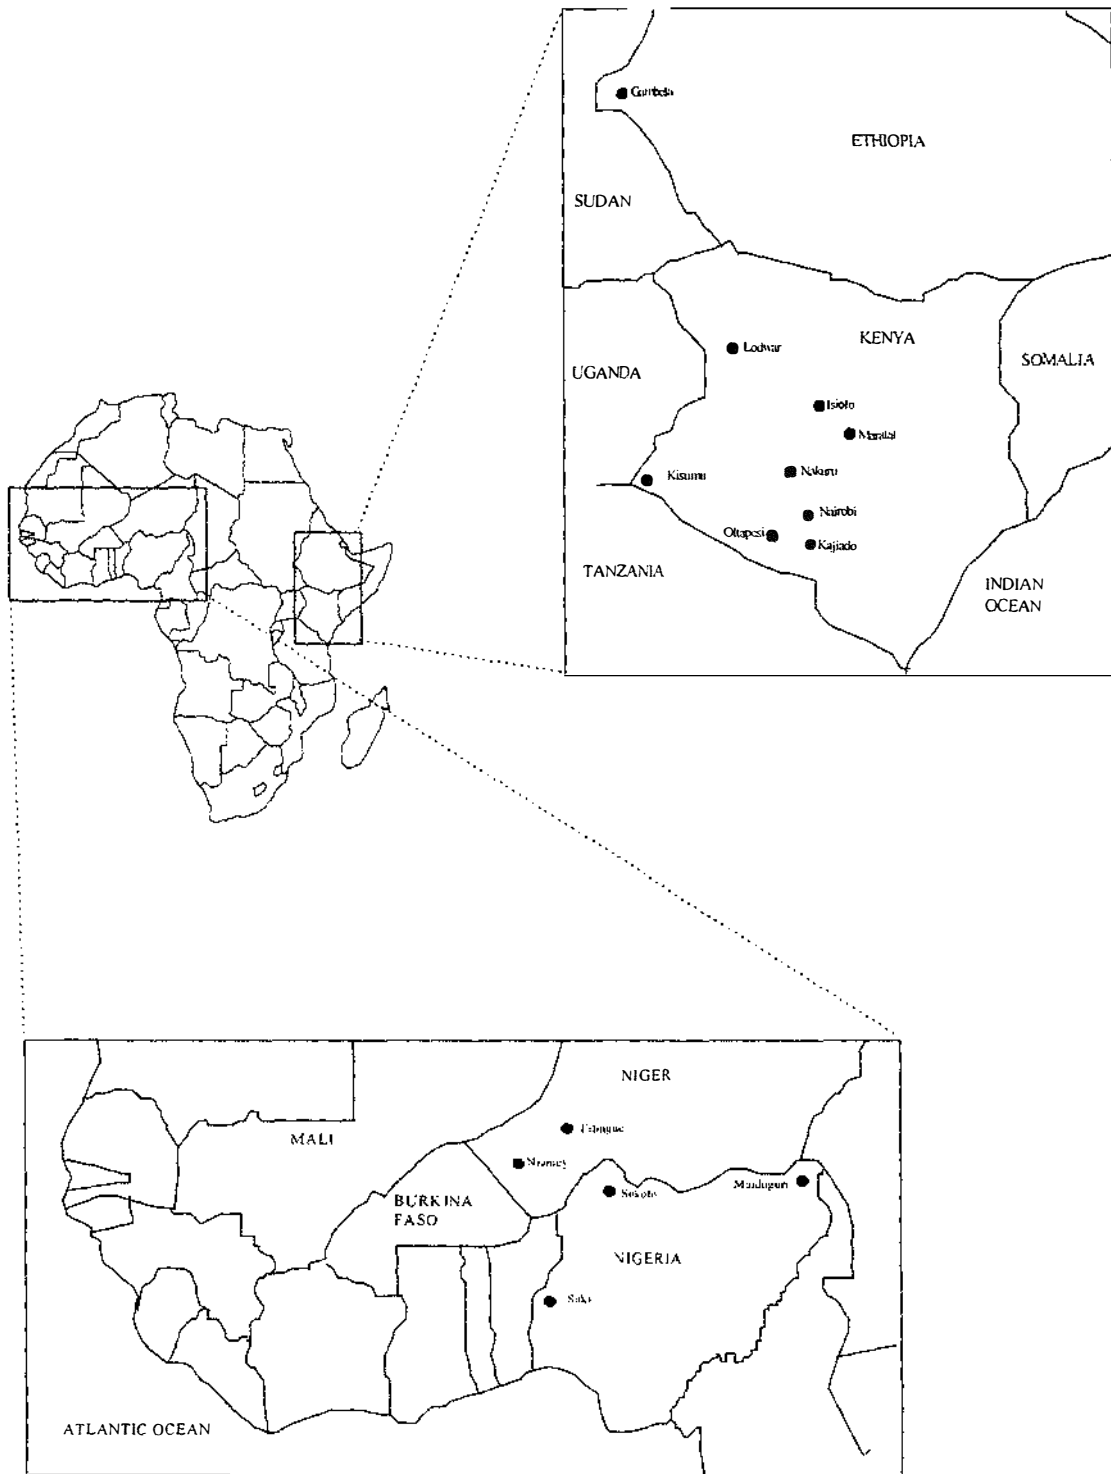 Gambela
ETHIOPIA
SUDAN
KENYA
Lodwar
SOMALIA
UGANDA
Isiolo
Maralal
Kisumu
Nakuru
Nairobi
Kajiado
TANZANIA
INDIAN
OCEAN
NIGER
MALI
Niamey
Sokoto
Maiduguri
BURKINA
FASO
NIGERIA
Saki
ATLANTIC OCEAN